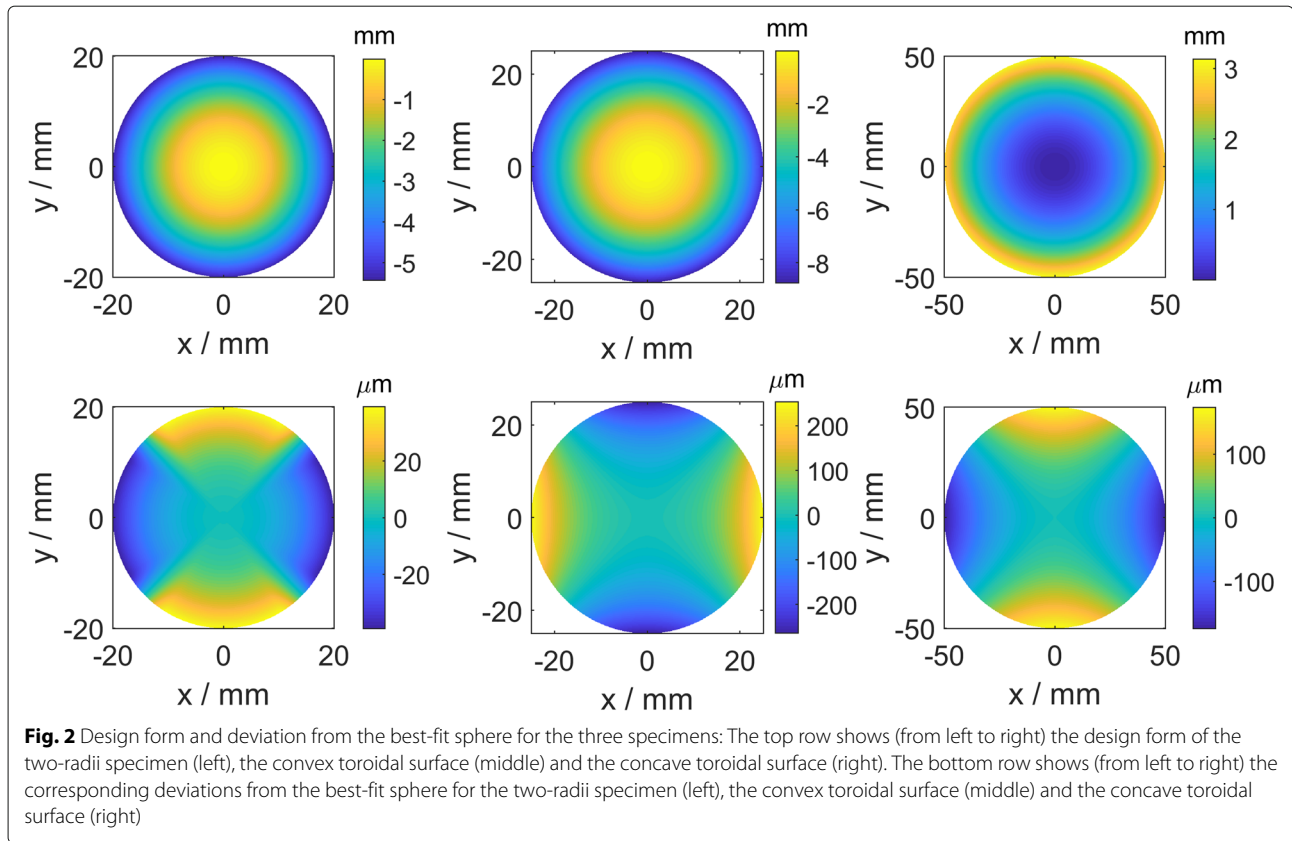 mm
mm
mm
20
0
-20
-20
0
20
y / mm
x / mm
-1
-2
-3
-4
-5
20
0
-20
-20
0
20
y / mm
x / mm
-2
-4
-6
-8
50
0
-50
-50
0
50
y / mm
x / mm
3
2
1
μm
μm
μm
20
0
-20
-20
0
20
y / mm
x / mm
20
0
-20
20
0
-20
-20
0
20
y / mm
x / mm
200
100
0
-100
-200
50
0
-50
-50
0
50
y / mm
x / mm
100
0
-100
Fig. 2 Design form and deviation from the best-fit sphere for the three specimens: The top row shows (from left to right) the design form of the
two-radii specimen (left), the convex toroidal surface (middle) and the concave toroidal surface (right). The bottom row shows (from left to right) the
corresponding deviations from the best-fit sphere for the two-radii specimen (left), the convex toroidal surface (middle) and the concave toroidal
surface (right)